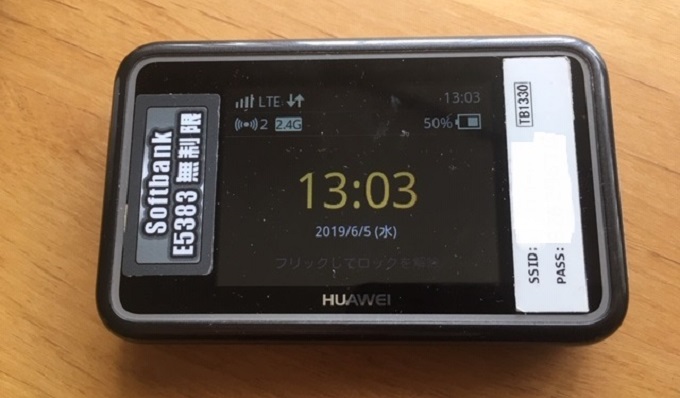 Softbank
E5383 無制限
LTE
13:03
2 2.4G
50%
13:03
2019/6/5 (水)
フリックしてロックを解除
HUAWEI
TB1330
SSID:
PASS: